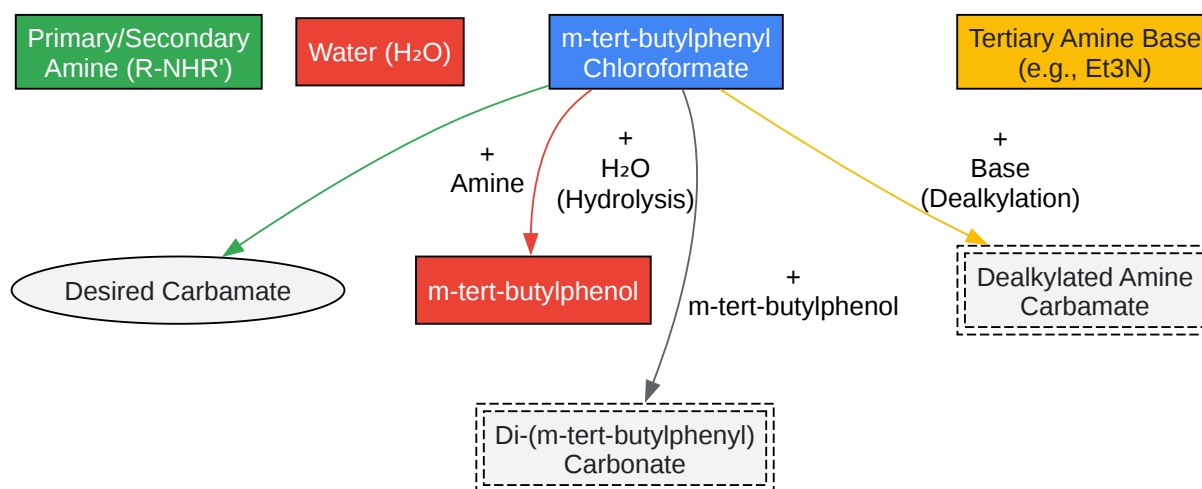 Primary/Secondary
Amine (R-NHR')
Water (H₂O)
m-tert-butylphenyl
Chloroformate
Tertiary Amine Base
(e.g., Et3N)
+
Amine
+
H₂O
(Hydrolysis)
+
Base
(Dealkylation)
Desired Carbamate
m-tert-butylphenol
+
m-tert-butylphenol
Dealkylated Amine
Carbamate
Di-(m-tert-butylphenyl)
Carbonate